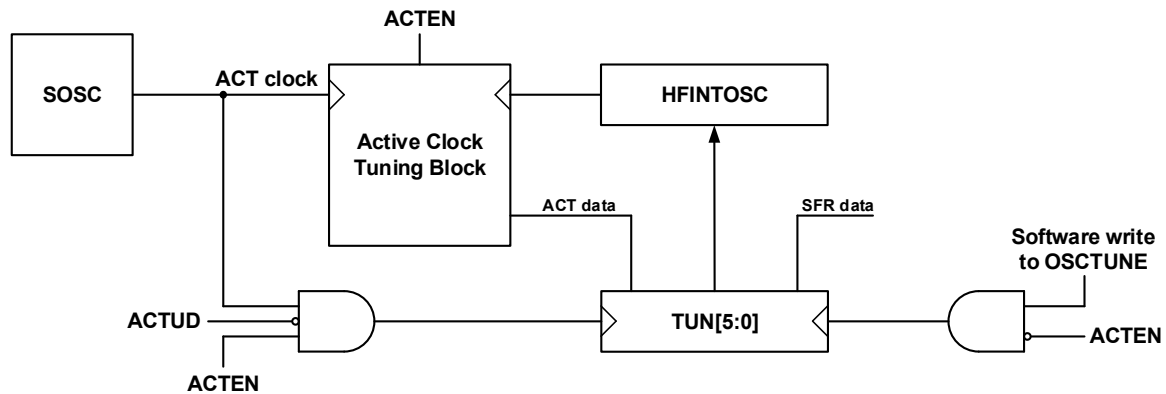 ACTEN
SOSC
ACT clock
HFINTOSC
Active Clock
Tuning Block
ACT data
SFR data
Software write
to OSCTUNE
ACTUD
TUN[5:0]
ACTEN
ACTEN